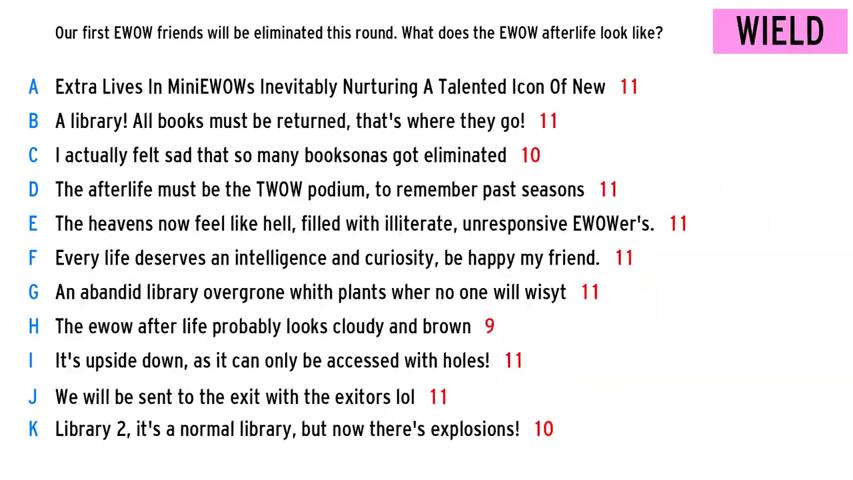 Our first EWOW friends will be eliminated this round. What does the EWOW afterlife look like?
WIELD
A Extra Lives In MiniEWOWs Inevitably Nurturing A Talented Icon Of New 11
B A library! All books must be returned, that's where they go! 11
C I actually felt sad that so many booksonas got eliminated 10
D The afterlife must be the TWOW podium, to remember past seasons 11
E The heavens now feel like hell, filled with illiterate, unresponsive EWOWer's. 11
F Every life deserves an intelligence and curiosity, be happy my friend. 11
G An abandid library overgrone whith plants wher no one will wisyt 11
H The ewow after life probably looks cloudy and brown 9
I It's upside down, as it can only be accessed with holes! 11
J We will be sent to the exit with the exitors lol 11
K Library 2, it's a normal library, but now there's explosions! 10